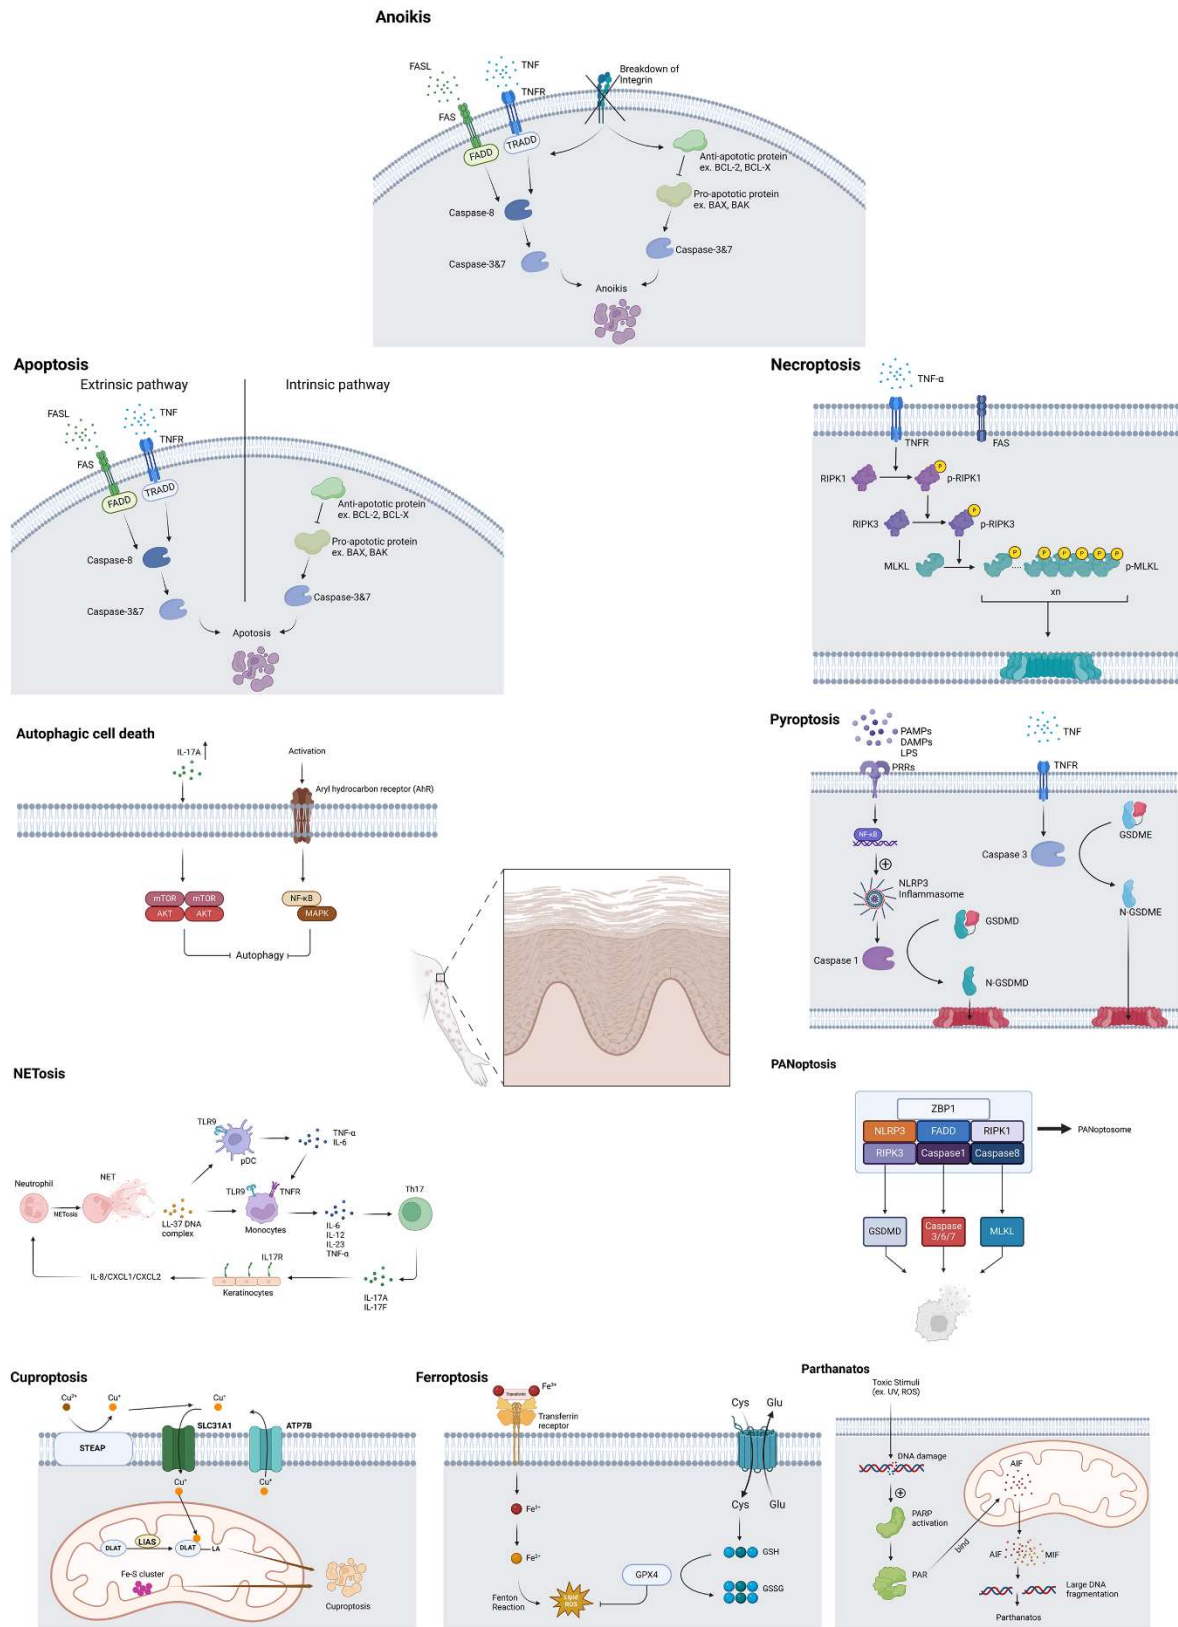 Anoikis
FASL
TNF
Breakdown of
Integrin
TNFR
FAS
FADD
TRADD
Anti-apototic protein
ex. BCL-2, BCL-X
Pro-apototic protein
ex. BAX, BAK
Caspase-8
Caspase-3&7
Caspase-3&7
Anoikis
Apoptosis
Extrinsic pathway
Intrinsic pathway
FASL
TNF
TNFR
FAS
FADD
TRADD
Anti-apototic protein
ex. BCL-2, BCL-X
Pro-apototic protein
ex. BAX, BAK
Caspase-8
Caspase-3&7
Caspase-3&7
Apotosis
Necroptosis
TNF-α
TNFR
FAS
RIPK1
P
p-RIPK1
RIPK3
P
p-RIPK3
MLKL
P
P P P P P
p-MLKL
xn
Autophagic cell death
IL-17A
Activation
Aryl hydrocarbon receptor (AhR)
mTOR mTOR
AKT AKT
NF-κB
MAPK
Autophagy
Pyroptosis
PAMPs
DAMPs
LPS
PRRs
TNF
TNFR
NF-κB
GSDME
Caspase 3
NLRP3
Inflammasome
N-GSDME
GSDMD
Caspase 1
N-GSDMD
NETosis
TLR9
pDC
TNF-α
IL-6
Neutrophil
NET
NETosis
LL-37 DNA
complex
TLR9
TNFR
Monocytes
IL-6
IL-12
IL-23
TNF-α
Th17
IL17R
Keratinocytes
IL-8/CXCL1/CXCL2
IL-17A
IL-17F
PANoptosis
ZBP1
NLRP3 FADD RIPK1
RIPK3 Caspase1 Caspase8
PANoptosome
GSDMD
Caspase
3/6/7
MLKL
Cuproptosis
Cu²⁺
Cu⁺
Cu⁺
STEAP
SLC31A1
ATP7B
Cu⁺
Cu⁺
DLAT
LIAS
DLAT
LA
Fe-S cluster
Cuproptosis
Ferroptosis
Fe³⁺
Transferrin
Transferrin
receptor
Cys
Glu
Fe³⁺
Cys
Glu
Fe²⁺
GSH
GPX4
GSSG
Fenton
Reaction
Lipid
ROS
Parthanatos
Toxic Stimuli
(ex. UV, ROS)
DNA damage
PARP
activation
PAR
bind
AIF
AIF
MIF
Large DNA
fragmentation
Parthanatos